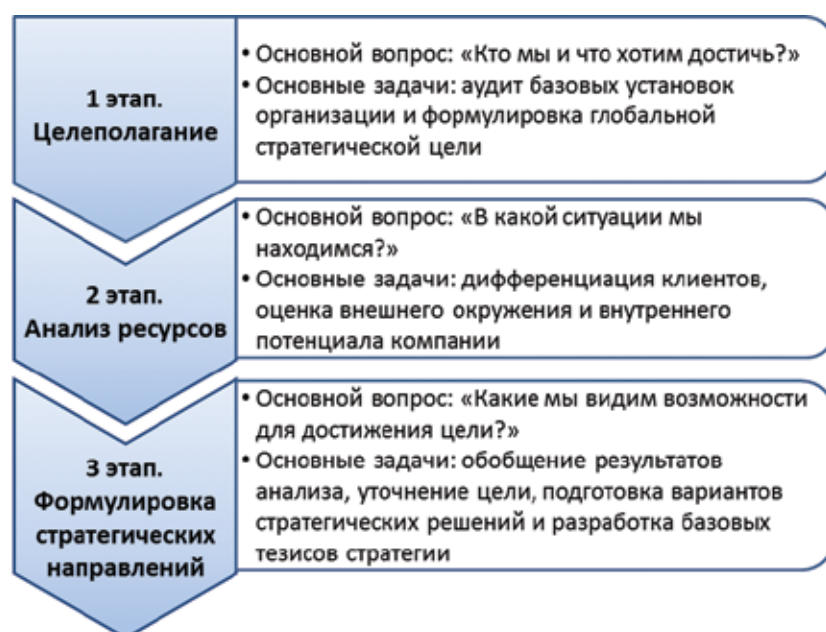 1 этап.
Целеполагание
• Основной вопрос: «Кто мы и что хотим достичь?»
• Основные задачи: аудит базовых установок
организации и формулировка глобальной
стратегической цели
2 этап.
Анализ ресурсов
• Основной вопрос: «В какой ситуации мы
находимся?»
• Основные задачи: дифференциация клиентов,
оценка внешнего окружения и внутреннего
потенциала компании
3 этап.
Формулировка
стратегических
направлений
• Основной вопрос: «Какие мы видим возможности
для достижения цели?»
• Основные задачи: обобщение результатов
анализа, уточнение цели, подготовка вариантов
стратегических решений и разработка базовых
тезисов стратегии